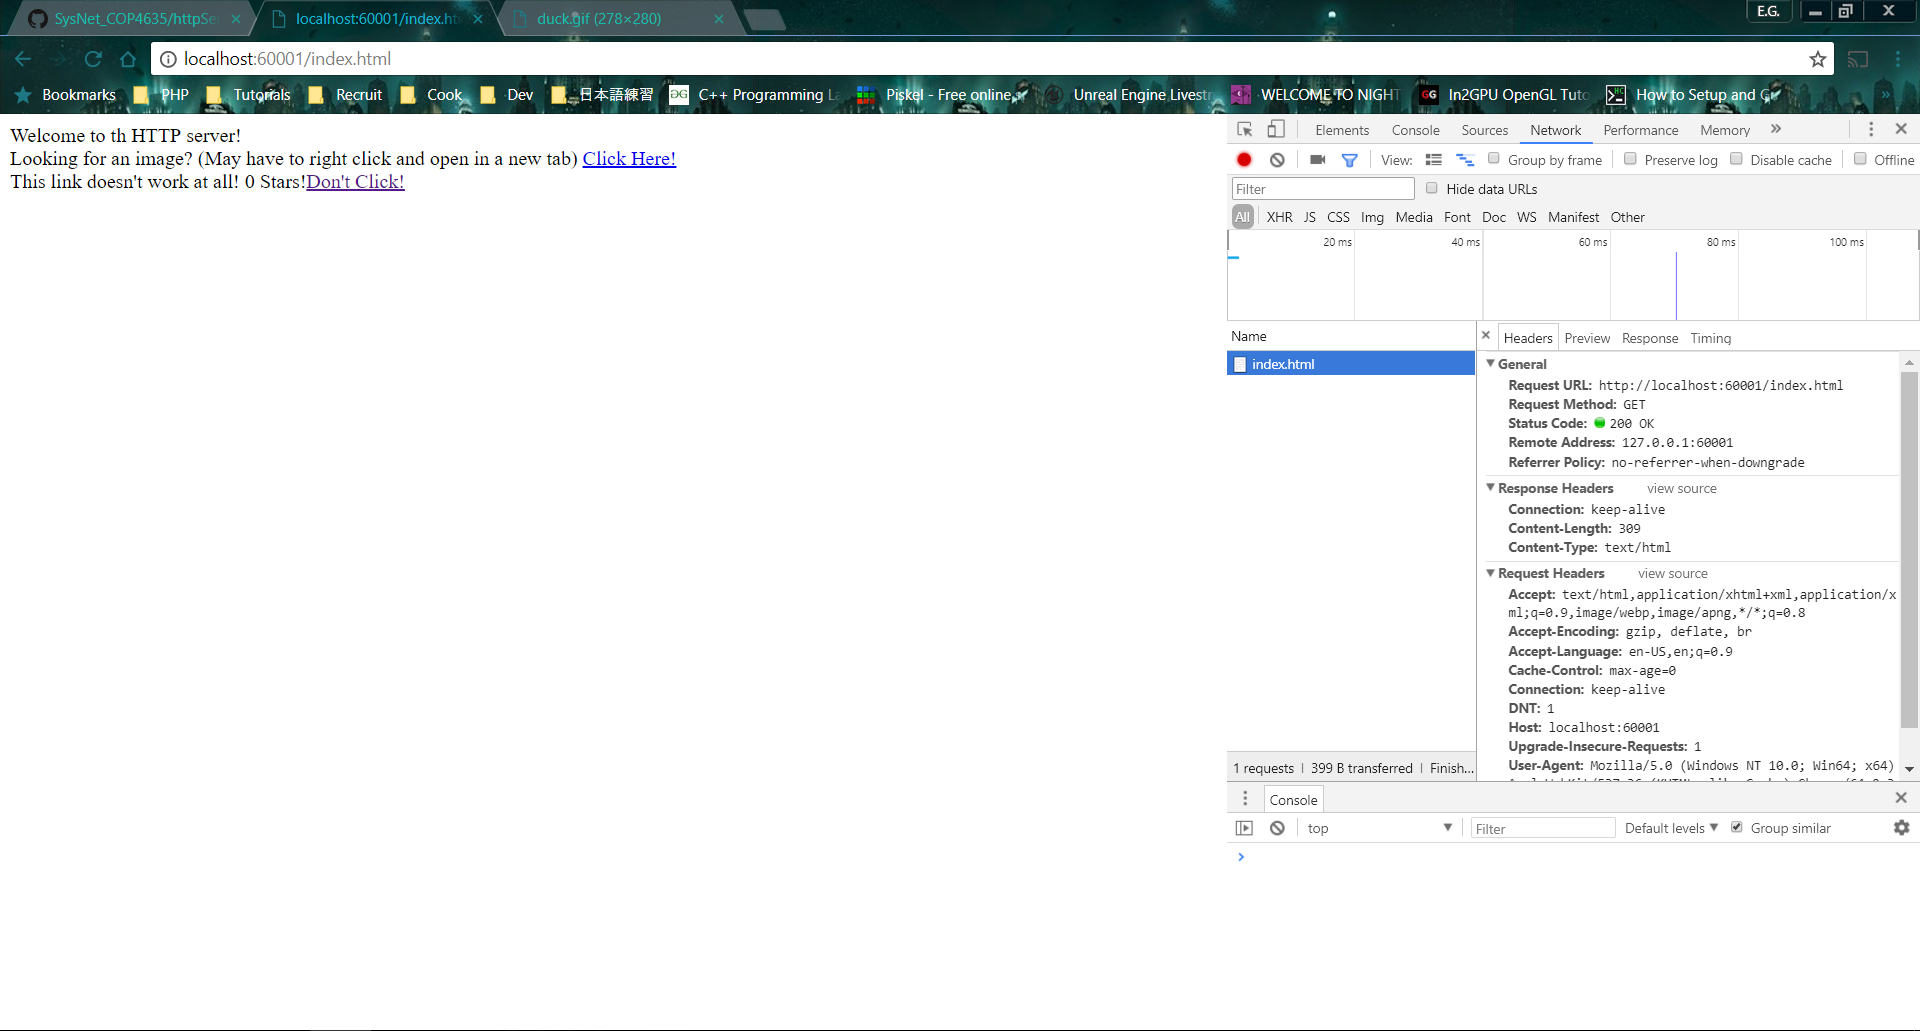 SysNet_COP4635/httpSe
localhost:60001/index.ht
duck.gif (278×280)
E.G.
localhost:60001/index.html
Bookmarks PHP Tutorials Recruit Cook Dev 日本語練習 C++ Programming La Piskel - Free online Unreal Engine Livestr WELCOME TO NIGHT In2GPU OpenGL Tuto How to Setup and »
Welcome to th HTTP server!
Looking for an image? (May have to right click and open in a new tab) Click Here!
This link doesn't work at all! 0 Stars!Don't Click!
Elements Console Sources Network Performance Memory »
View: Group by frame Preserve log Disable cache Offline
Filter Hide data URLs
All XHR JS CSS Img Media Font Doc WS Manifest Other
20 ms 40 ms 60 ms 80 ms 100 ms
Name
index.html
1 requests | 399 B transferred | Finish...
Headers Preview Response Timing
General
Request URL: http://localhost:60001/index.html
Request Method: GET
Status Code: 200 OK
Remote Address: 127.0.0.1:60001
Referrer Policy: no-referrer-when-downgrade
Response Headers view source
Connection: keep-alive
Content-Length: 309
Content-Type: text/html
Request Headers view source
Accept: text/html,application/xhtml+xml,application/x
ml;q=0.9,image/webp,image/apng,*/*;q=0.8
Accept-Encoding: gzip, deflate, br
Accept-Language: en-US,en;q=0.9
Cache-Control: max-age=0
Connection: keep-alive
DNT: 1
Host: localhost:60001
Upgrade-Insecure-Requests: 1
User-Agent: Mozilla/5.0 (Windows NT 10.0; Win64; x64)
Console
top Filter Default levels Group similar